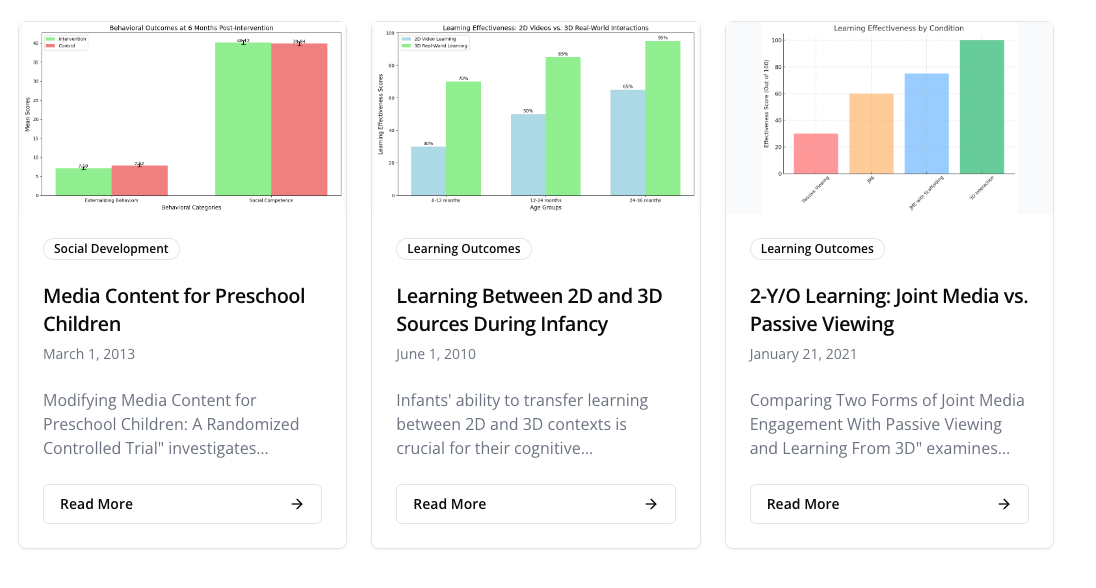 Behavioral Outcomes at 6 Months Post-Intervention
Intervention
Control
Mean Scores
40
35
30
25
20
15
10
5
0
Externalizing Behaviors
Social Competence
Behavioral Categories
Social Development
Media Content for Preschool
Children
March 1, 2013
Modifying Media Content for
Preschool Children: A Randomized
Controlled Trial" investigates...
Read More
Learning Effectiveness: 2D Videos vs. 3D Real-World Interactions
2D Video Learning
3D Real-World Learning
Learning Effectiveness Scores
100
80
60
40
20
0
30%
70%
50%
85%
65%
95%
6-12 months
12-24 months
24-36 months
Age Groups
Learning Outcomes
Learning Between 2D and 3D
Sources During Infancy
June 1, 2010
Infants' ability to transfer learning
between 2D and 3D contexts is
crucial for their cognitive...
Read More
Learning Effectiveness by Condition
Effectiveness Score (Out of 100)
100
80
60
40
20
0
Passive Viewing
JME
JME with Scaffolding
3D Interaction
Learning Outcomes
2-Y/O Learning: Joint Media vs.
Passive Viewing
January 21, 2021
Comparing Two Forms of Joint Media
Engagement With Passive Viewing
and Learning From 3D" examines...
Read More